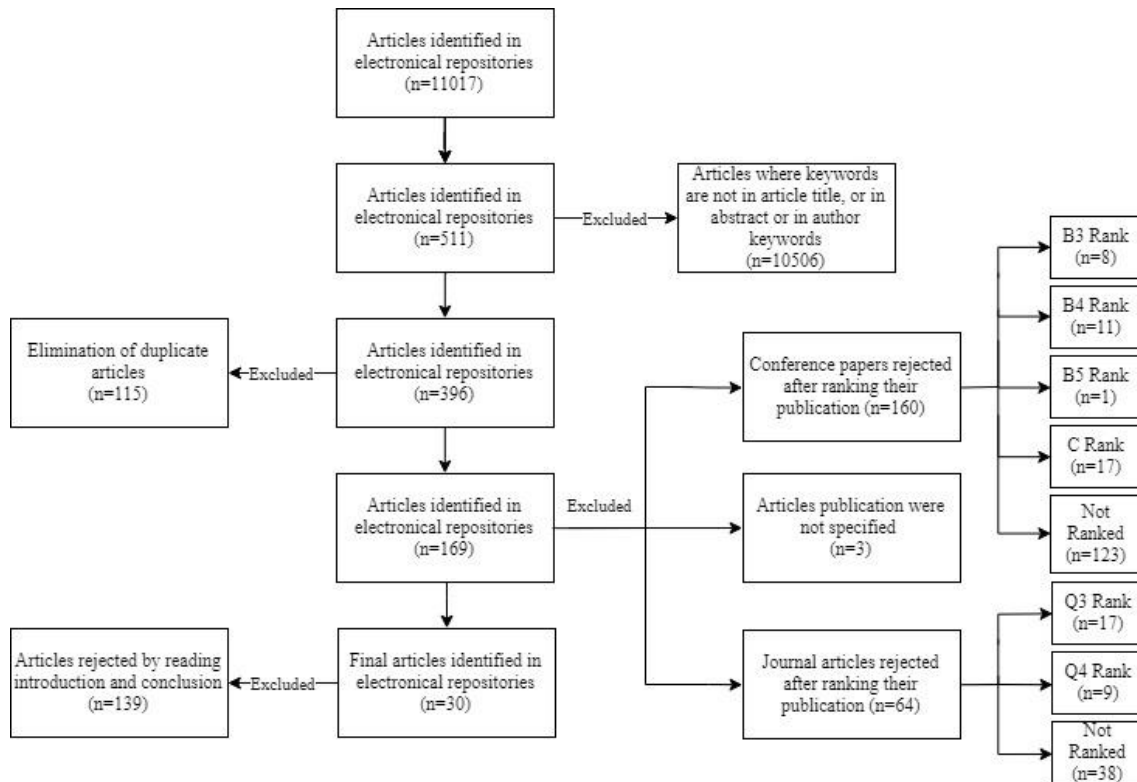 Articles identified in
electronical repositories
(n=11017)
Articles identified in
electronical repositories
(n=511)
Excluded
Articles where keywords
are not in article title, or in
abstract or in author
keywords
(n=10506)
Elimination of duplicate
articles
(n=115)
Excluded
Articles identified in
electronical repositories
(n=396)
Articles identified in
electronical repositories
(n=169)
Excluded
Conference papers rejected
after ranking their
publication (n=160)
B3 Rank
(n=8)
B4 Rank
(n=11)
B5 Rank
(n=1)
C Rank
(n=17)
Not
Ranked
(n=123)
Articles publication were
not specified
(n=3)
Journal articles rejected
after ranking their
publication (n=64)
Q3 Rank
(n=17)
Q4 Rank
(n=9)
Not
Ranked
(n=38)
Articles rejected by reading
introduction and conclusion
(n=139)
Excluded
Final articles identified in
electronical repositories
(n=30)